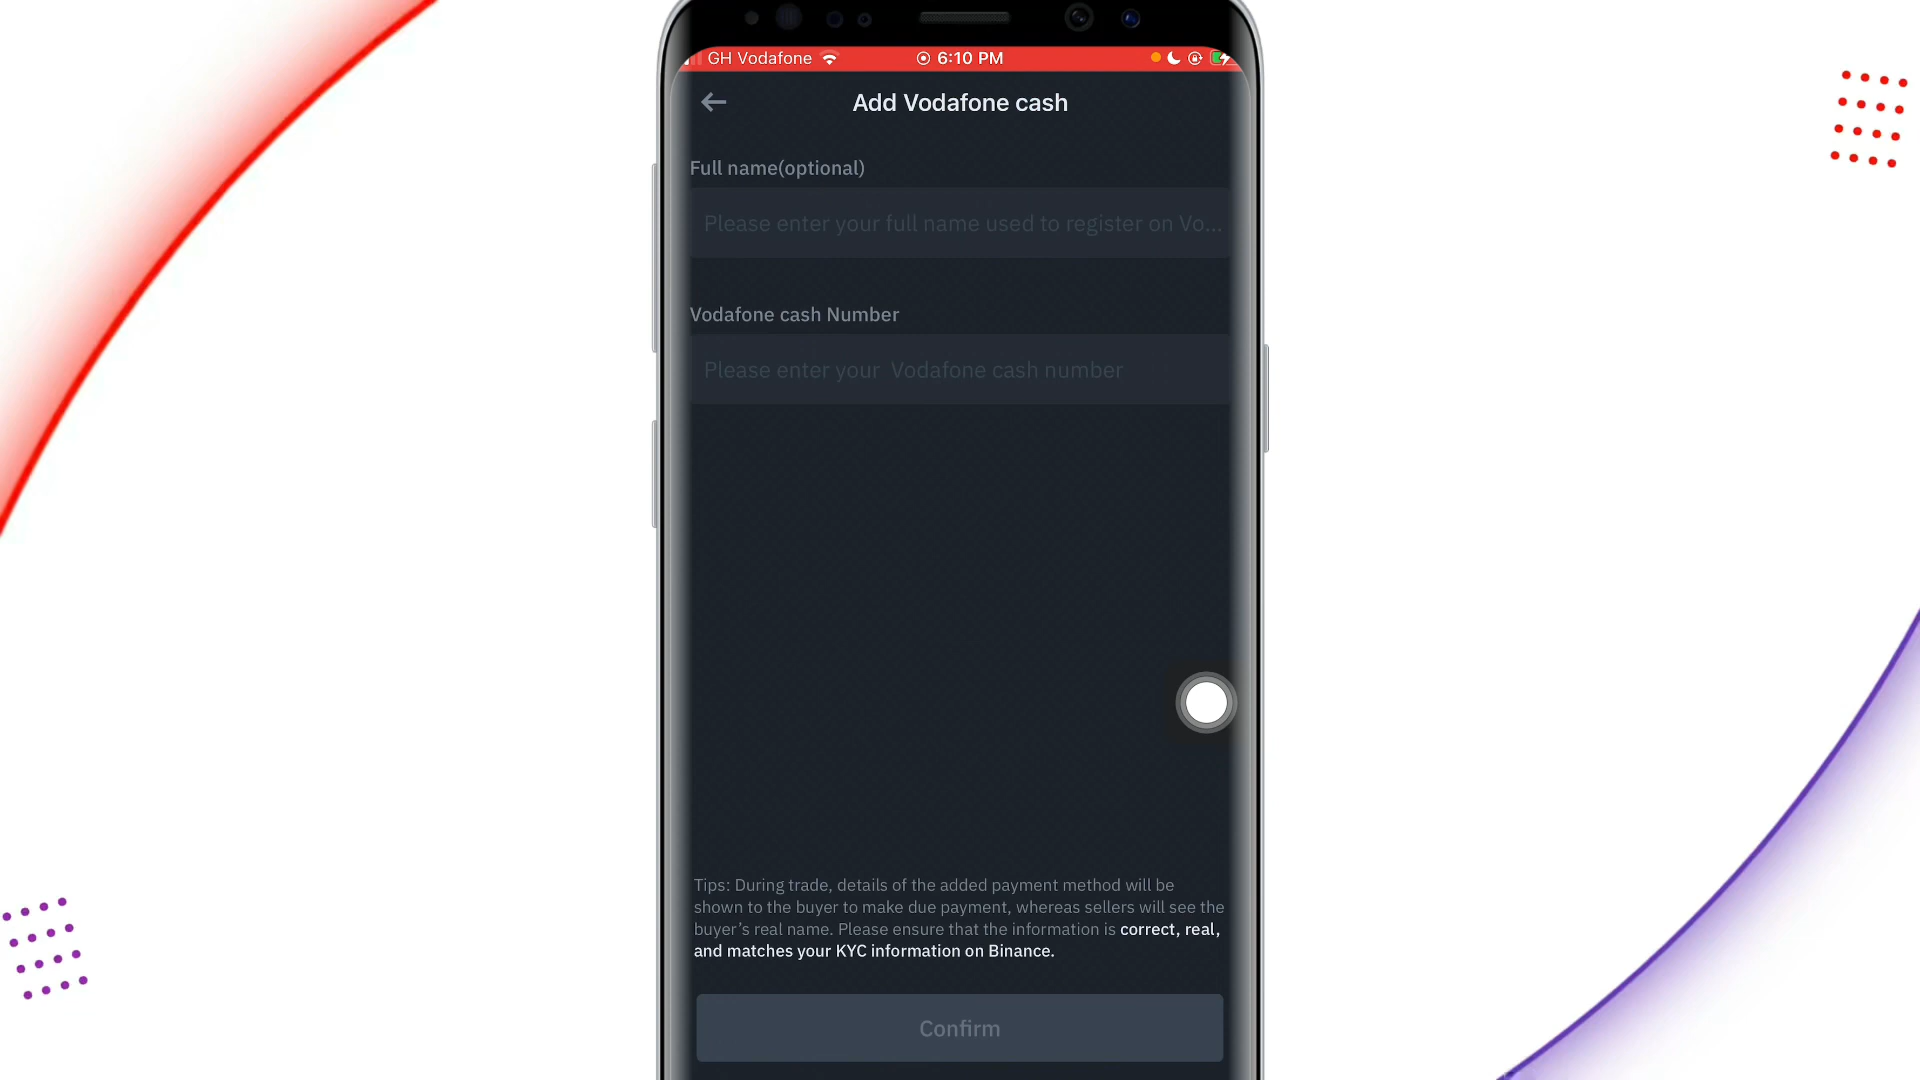 GH Vodafone
6:10 PM
Add Vodafone cash
Full name(optional)
Please enter your full name used to register on Vo...
Vodafone cash Number
Please enter your  Vodafone cash number
Tips: During trade, details of the added payment method will be
shown to the buyer to make due payment, whereas sellers will see the
buyer’s real name. Please ensure that the information is correct, real,
and matches your KYC information on Binance.
Confirm